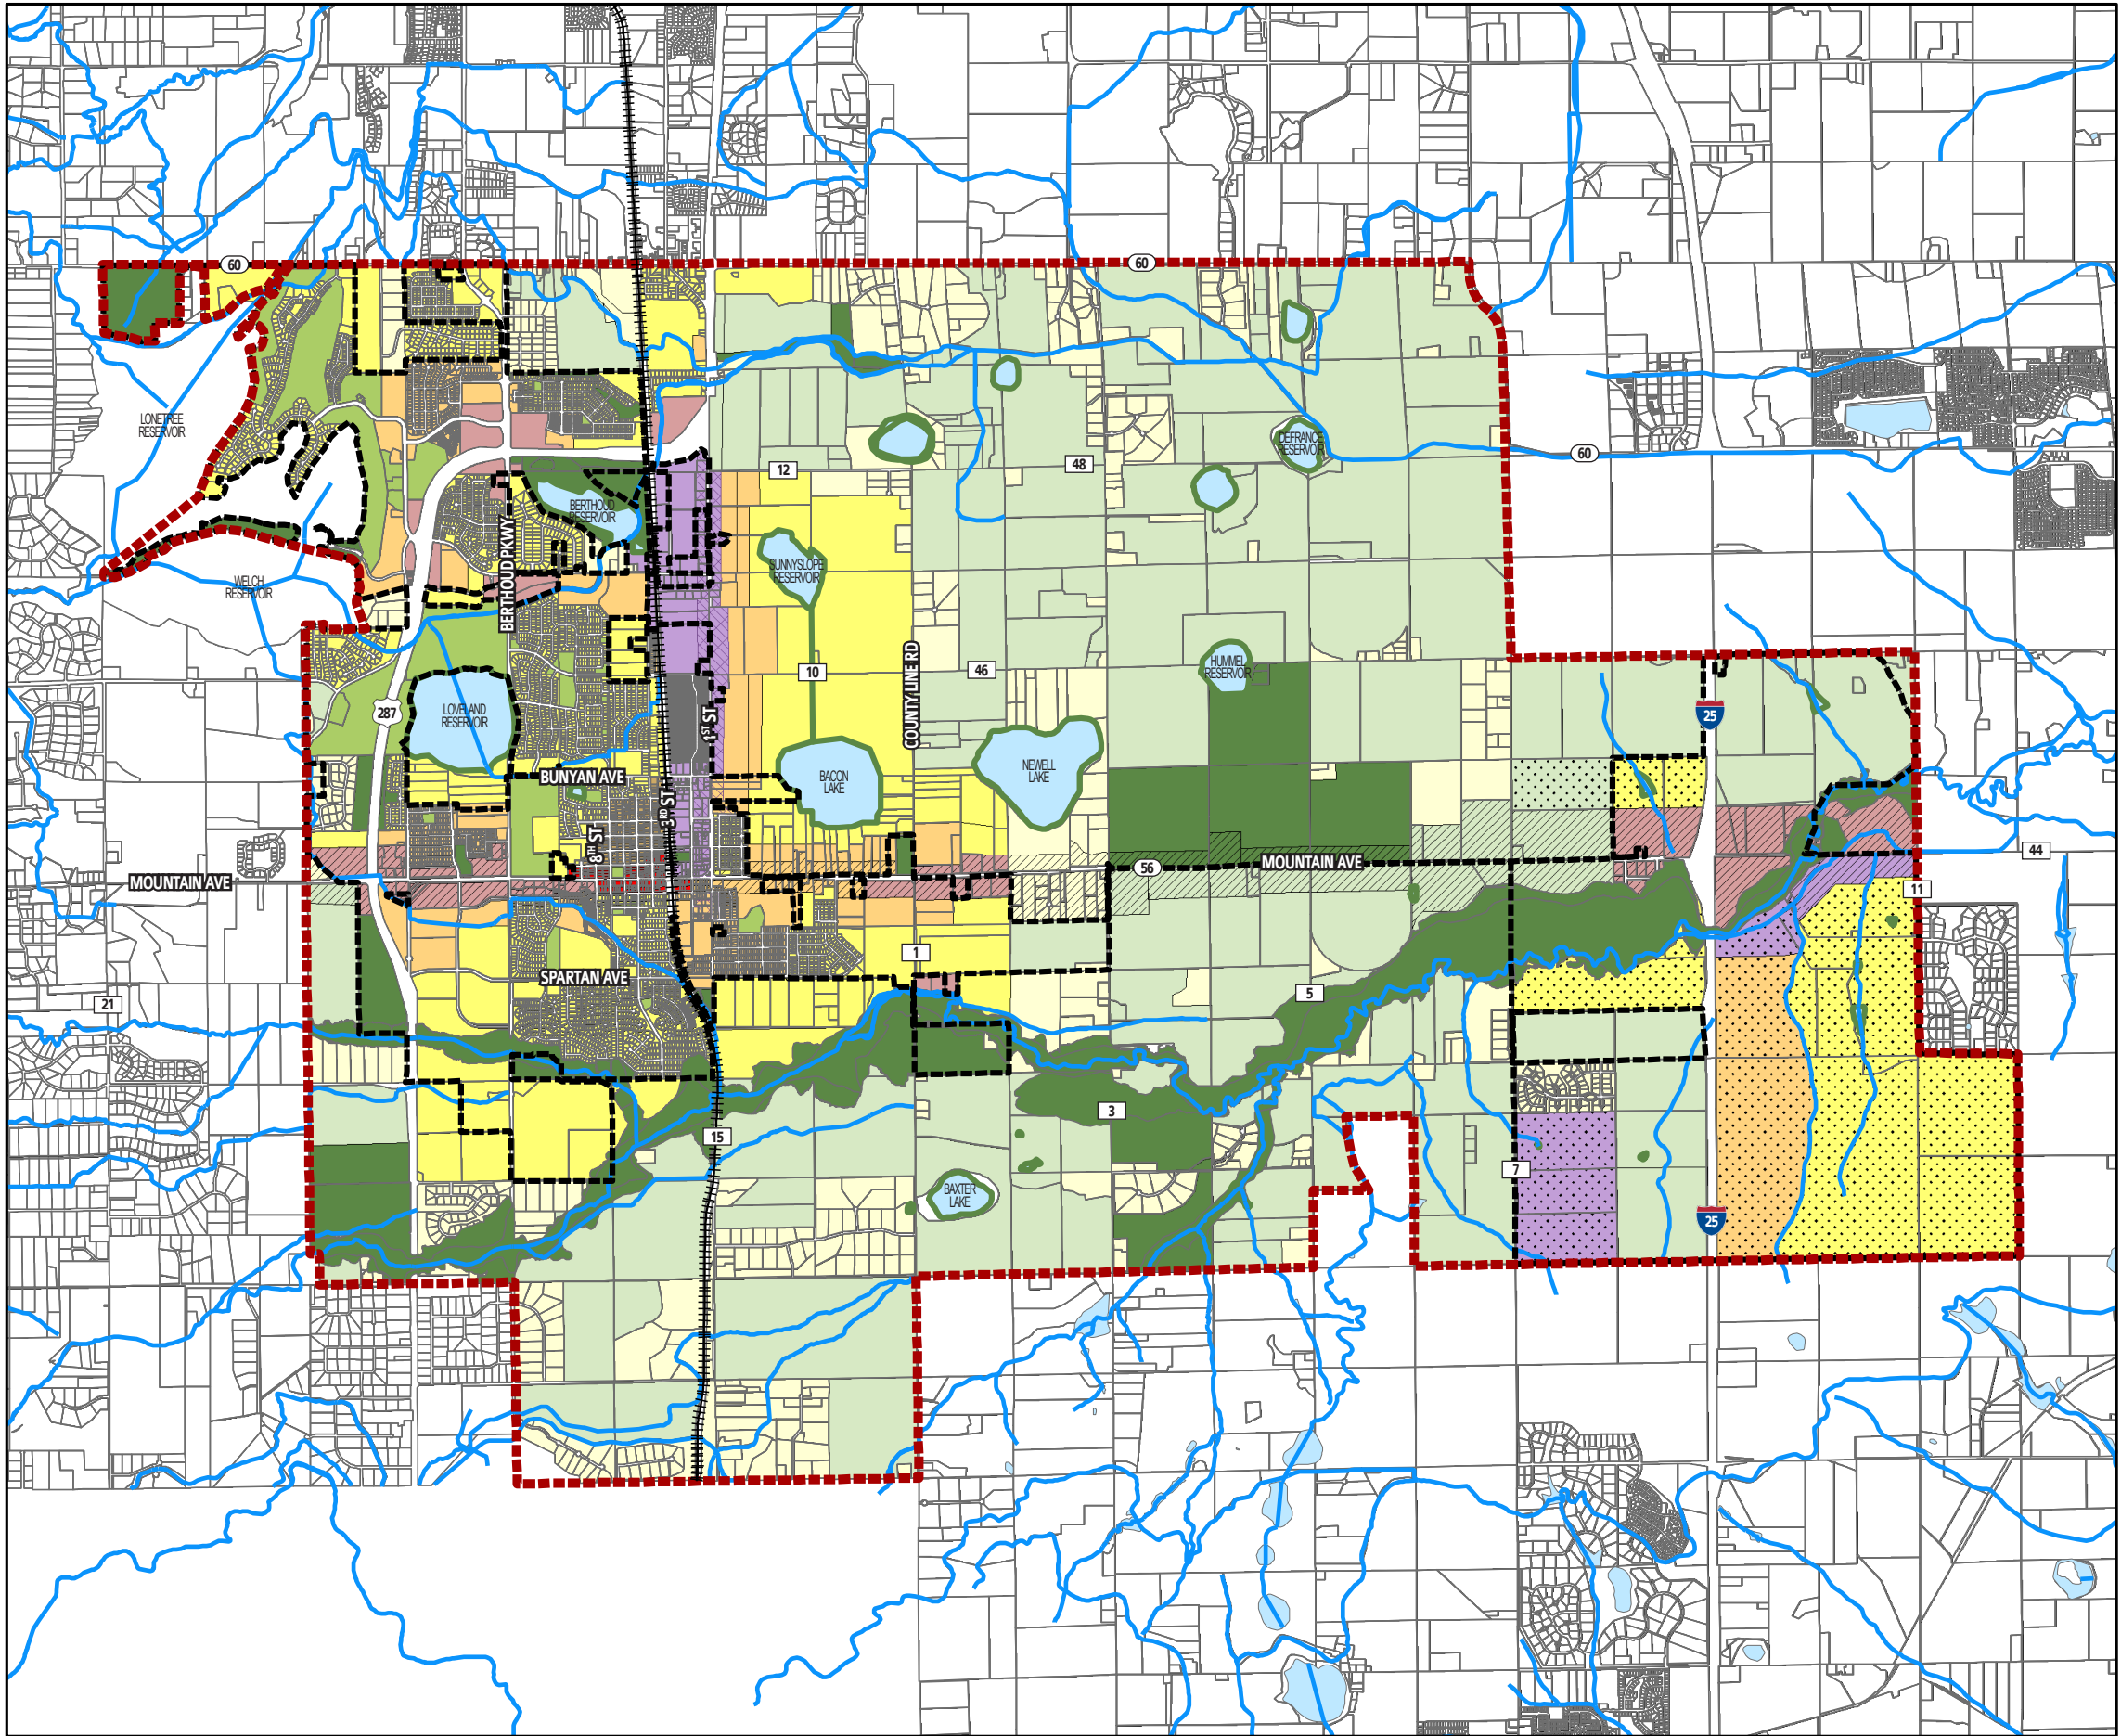 60
60
LONETREE
RESERVOIR
DEFRANCE
RESERVOIR
60
12
48
BERTHOUD
RESERVOIR
BERTHOUD PKWY
SUNNYSLOPE
RESERVOIR
WELCH
RESERVOIR
10
COUNTY LINE RD
46
HUMMEL
RESERVOIR
287
LOVELAND
RESERVOIR
1ST ST
25
BUNYAN AVE
BACON
LAKE
NEWELL
LAKE
3RD ST
8TH ST
MOUNTAIN AVE
56
MOUNTAIN AVE
44
11
1
SPARTAN AVE
5
21
3
15
7
BAXTER
LAKE
25